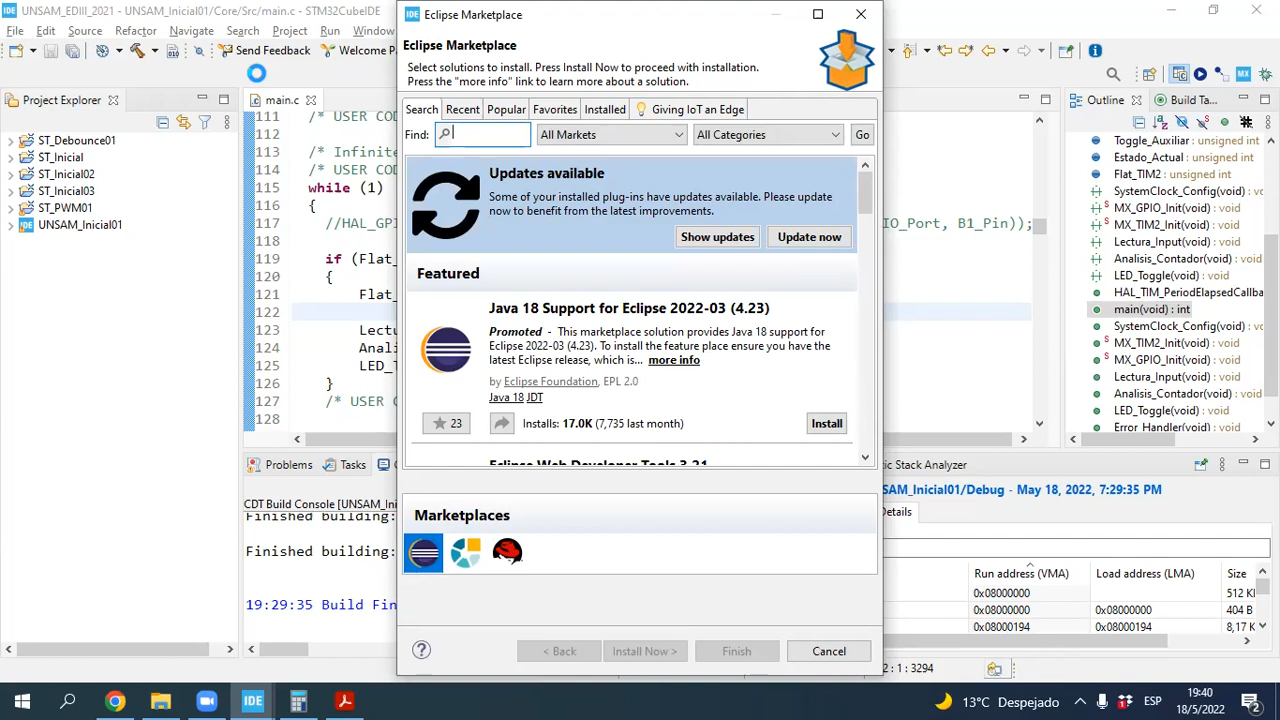 UNSAM_EDIII_2021 - UNSAM_Inicial01/Core/Src/main.c - STM32CubeIDE
File Edit Source Refactor Navigate Search Project Run
Send Feedback
Welcome P
Project Explorer
ST_Debounce01
ST_Inicial
ST_Inicial02
ST_Inicial03
ST_PWM01
UNSAM_Inicial01
main.c
111 /* USER COD
112
113 /* Infinite
114 /* USER COD
115 while (1)
116 {
117 //HAL_GPI
IO_Port, B1_Pin));
118
119 if (Flat_
120 {
121 Flat_
122
123 Lectu
124 Anali
125 LED_T
126 }
127 /* USER C
128
Problems Tasks
CDT Build Console [UNSAM_Ini
Finished building:
Finished building:
19:29:35 Build Fin
IDE Eclipse Marketplace
Eclipse Marketplace
Select solutions to install. Press Install Now to proceed with installation.
Press the "more info" link to learn more about a solution.
Search Recent Popular Favorites Installed Giving IoT an Edge
Find: All Markets All Categories Go
Updates available
Some of your installed plug-ins have updates available. Please update
now to benefit from the latest improvements.
Show updates Update now
Featured
Java 18 Support for Eclipse 2022-03 (4.23)
Promoted - This marketplace solution provides Java 18 support for
Eclipse 2022-03 (4.23). To install the feature place ensure you have the
latest Eclipse release, which is... more info
by Eclipse Foundation, EPL 2.0
Java 18 JDT
23 Installs: 17.0K (7,735 last month) Install
Eclipse Web Developer Tools 3.21
Marketplaces
< Back Install Now > Finish Cancel
MX
Outline Build Ta...
Toggle_Auxiliar : unsigned int
Estado_Actual : unsigned int
Flat_TIM2 : unsigned int
SystemClock_Config(void) : void
MX_GPIO_Init(void) : void
MX_TIM2_Init(void) : void
Lectura_Input(void) : void
Analisis_Contador(void) : void
LED_Toggle(void) : void
HAL_TIM_PeriodElapsedCallba
main(void) : int
SystemClock_Config(void) : v
MX_TIM2_Init(void) : void
MX_GPIO_Init(void) : void
Lectura_Input(void) : void
Analisis_Contador(void) : void
LED_Toggle(void) : void
Error_Handler(void) : void
tic Stack Analyzer
SAM_Inicial01/Debug - May 18, 2022, 7:29:35 PM
Details
Run address (VMA) Load address (LMA) Size
0x08000000 512 KI
0x08000000 0x08000000 404 B
0x08000194 0x08000194 8,17 K
2 : 1 : 3294
IDE
13°C Despejado
ESP
19:40
18/5/2022
2